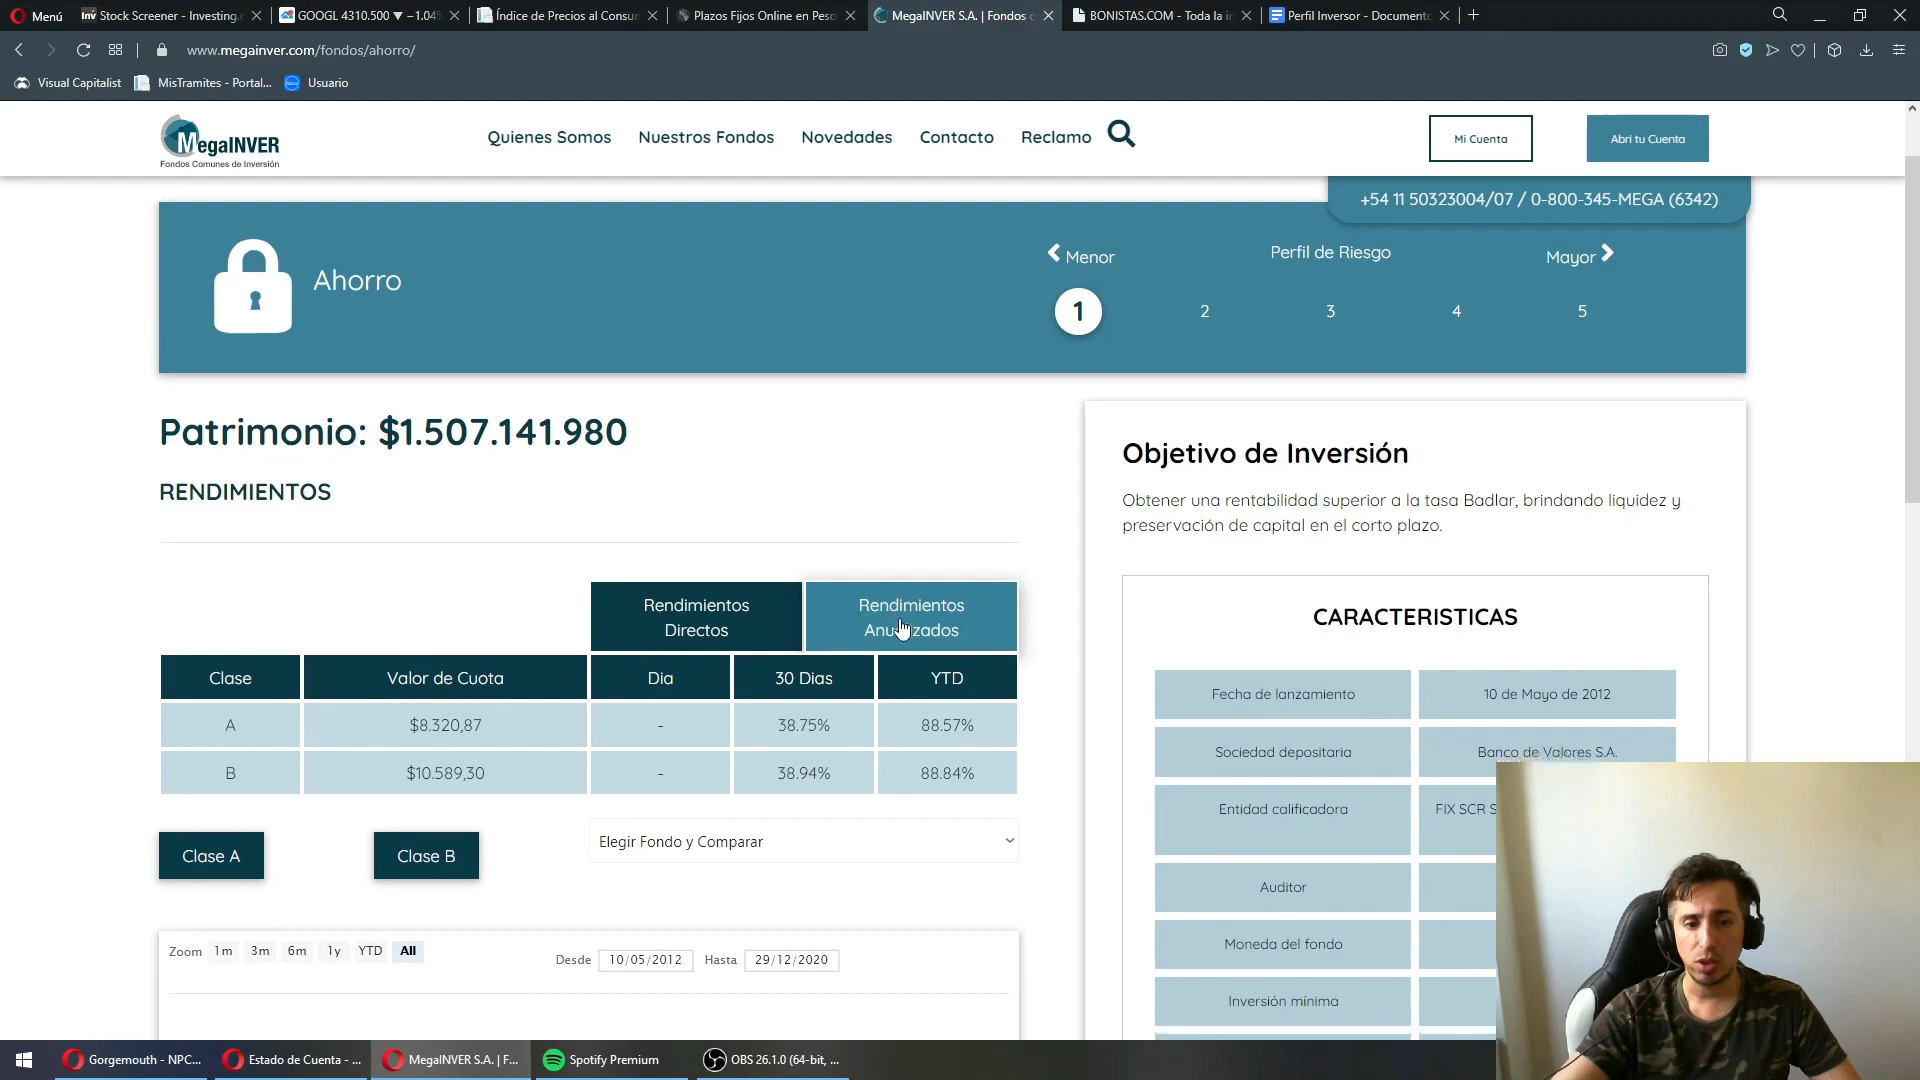 Menú
Stock Screener - Investing.
GOOGL 4310.500 ▼ −1.04%
Índice de Precios al Consun
Plazos Fijos Online en Peso
MegaINVER S.A. | Fondos c
BONISTAS.COM - Toda la in
Perfil Inversor - Documento
www.megainver.com/fondos/ahorro/
Visual Capitalist
MisTramites - Portal...
Usuario
MegaINVER
Fondos Comunes de Inversión
Quienes Somos
Nuestros Fondos
Novedades
Contacto
Reclamo
Mi Cuenta
Abri tu Cuenta
+54 11 50323004/07 / 0-800-345-MEGA (6342)
Ahorro
Menor
Perfil de Riesgo
Mayor
1 2 3 4 5
Patrimonio: $1.507.141.980
RENDIMIENTOS
Rendimientos
Directos
Rendimientos
Clase Valor de Cuota Dia 30 Dias YTD
A $8.320,87 - 38.75% 88.57%
B $10.589,30 - 38.94% 88.84%
Clase A
Clase B
Elegir Fondo y Comparar
Zoom 1m 3m 6m 1y YTD All
Desde 10/05/2012 Hasta 29/12/2020
Objetivo de Inversión
Obtener una rentabilidad superior a la tasa Badlar, brindando liquidez y
preservación de capital en el corto plazo.
CARACTERISTICAS
Fecha de lanzamiento 10 de Mayo de 2012
Sociedad depositaria Banco de Valores S.A.
Entidad calificadora FIX SCR S
Auditor
Moneda del fondo
Inversión mínima
Gorgemouth - NPC...
Estado de Cuenta - ...
MegaINVER S.A. | F...
Spotify Premium
OBS 26.1.0 (64-bit, ...